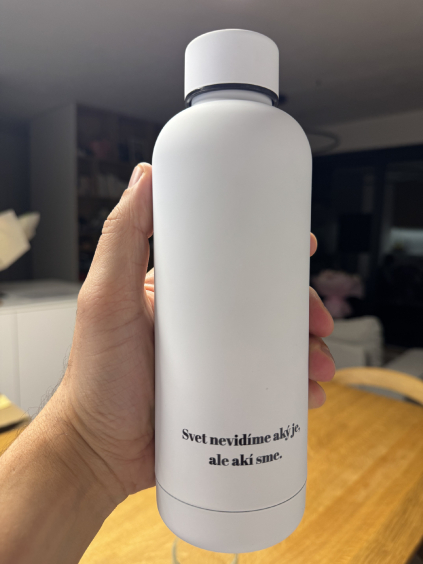 Svet nevidíme aký je,
ale akí sme.